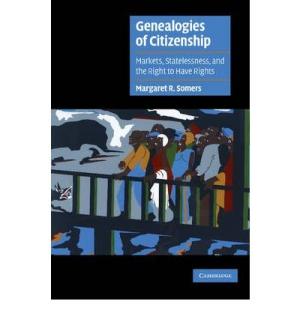 Genealogies
of Citizenship
Markets, Statelessness, and
the Right to Have Rights
Margaret R. Somers
CAMBRIDGE